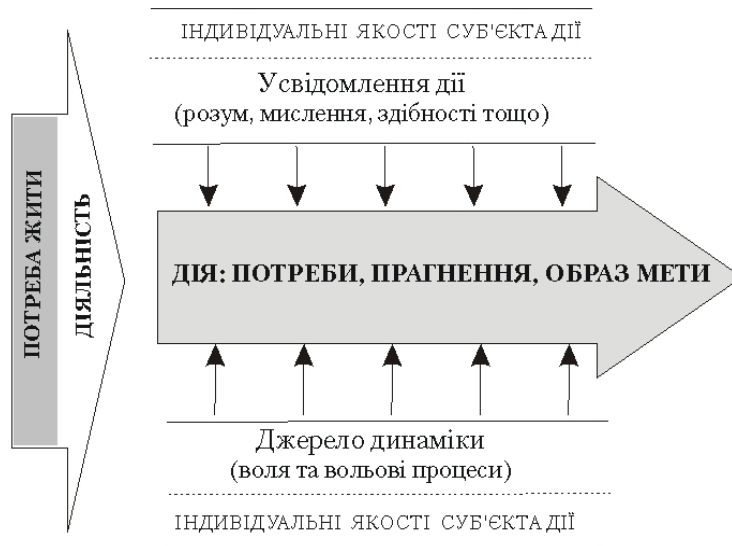 ІНДИВІДУАЛЬНІ ЯКОСТІ СУБ'ЄКТА ДІЇ
Усвідомлення дії
(розум, мислення, здібності тощо)
ПОТРЕБА ЖИТИ
ДІЯЛЬНІСТЬ
ДІЯ: ПОТРЕБИ, ПРАГНЕННЯ, ОБРАЗ МЕТИ
Джерело динаміки
(воля та вольові процеси)
ІНДИВІДУАЛЬНІ ЯКОСТІ СУБ'ЄКТА ДІЇ